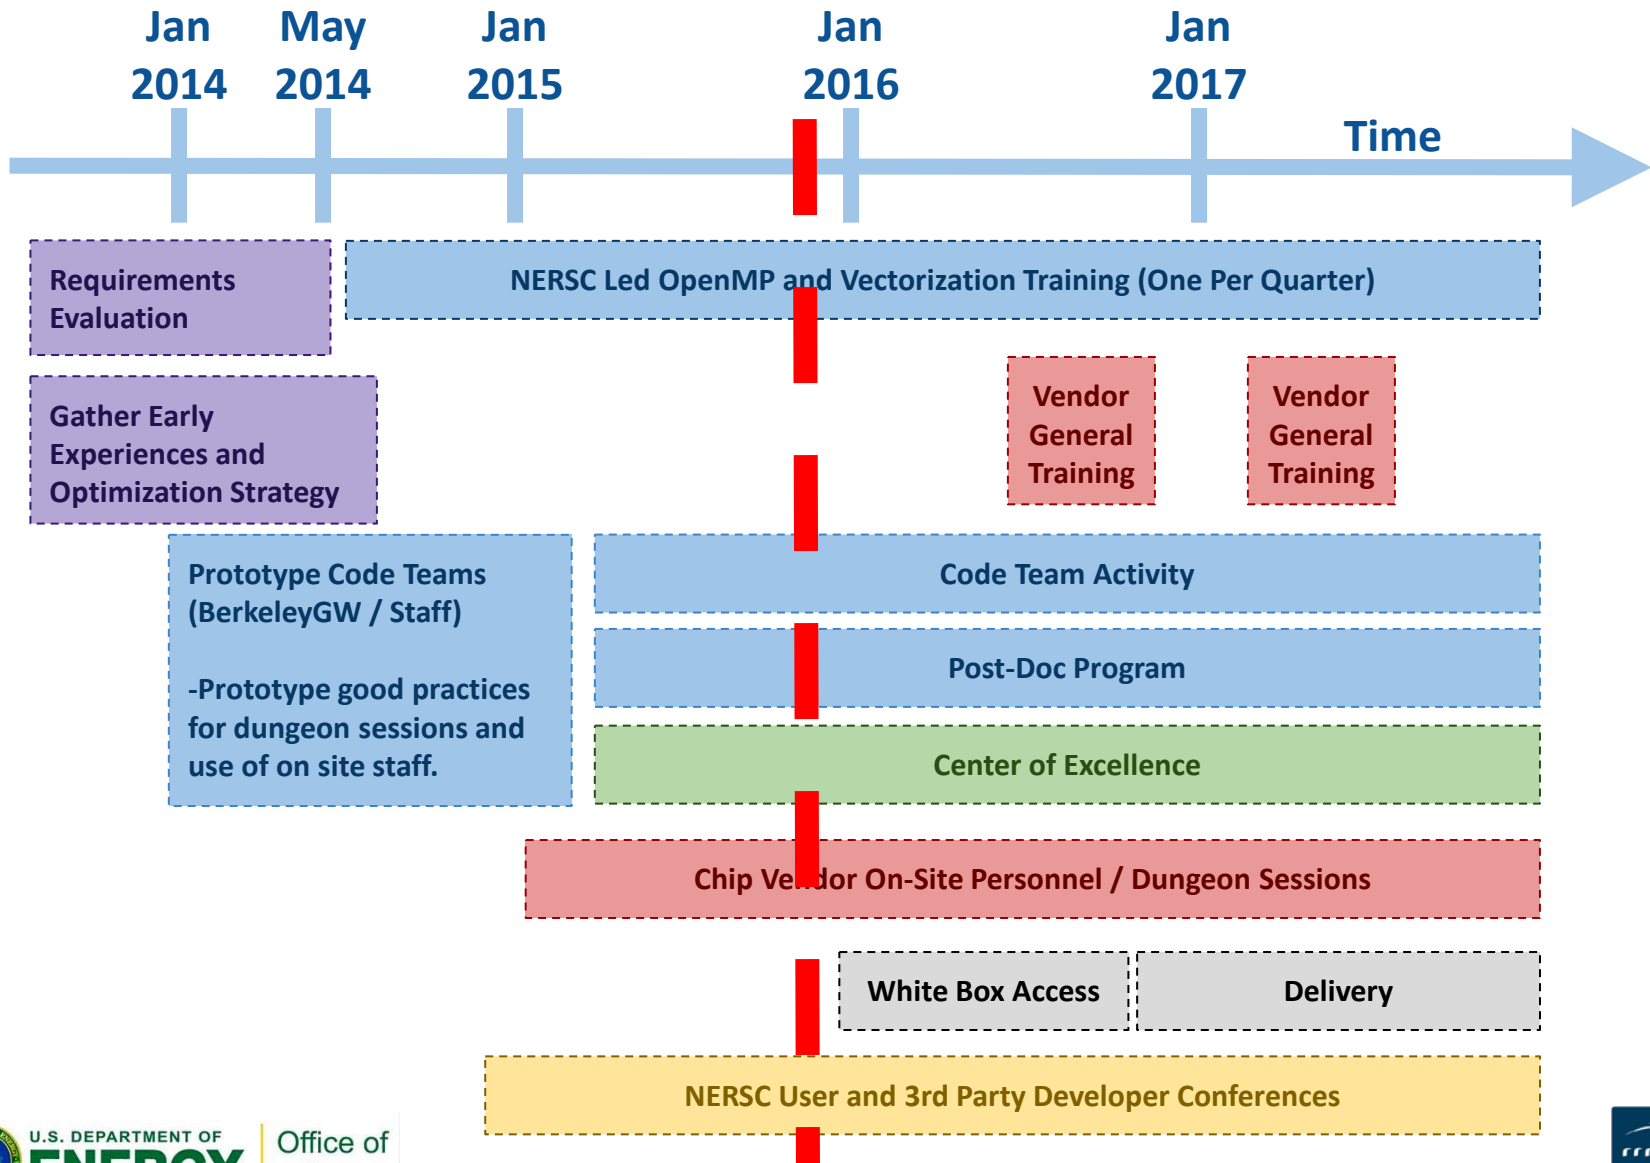 Jan 2014
May 2014
Jan 2015
Jan 2016
Jan 2017
Time
Requirements
Evaluation
NERSC Led OpenMP and Vectorization Training (One Per Quarter)
Gather Early
Experiences and
Optimization Strategy
Vendor
General
Training
Vendor
General
Training
Prototype Code Teams
(BerkeleyGW / Staff)
-Prototype good practices
for dungeon sessions and
use of on site staff.
Code Team Activity
Post-Doc Program
Center of Excellence
Chip Vendor On-Site Personnel / Dungeon Sessions
White Box Access
Delivery
NERSC User and 3rd Party Developer Conferences
U.S. DEPARTMENT OF
ENERGY
Office of